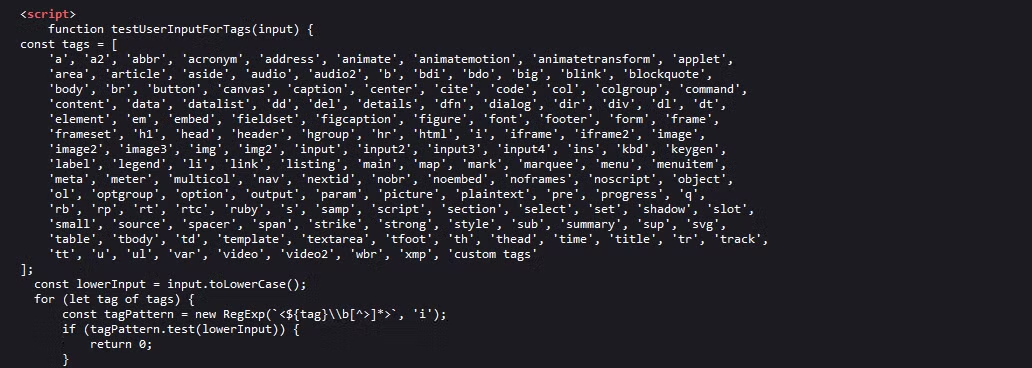 <script>
function testUserInputForTags(input) {
const tags = [
'a', 'a2', 'abbr', 'acronym', 'address', 'animate', 'animatemotion', 'animatetransform', 'applet',
'area', 'article', 'aside', 'audio', 'audio2', 'b', 'bdi', 'bdo', 'big', 'blink', 'blockquote',
'body', 'br', 'button', 'canvas', 'caption', 'center', 'cite', 'code', 'col', 'colgroup', 'command',
'content', 'data', 'datalist', 'dd', 'del', 'details', 'dfn', 'dialog', 'dir', 'div', 'dl', 'dt',
'element', 'em', 'embed', 'fieldset', 'figcaption', 'figure', 'font', 'footer', 'form', 'frame',
'frameset', 'h1', 'head', 'header', 'hgroup', 'hr', 'html', 'i', 'iframe', 'iframe2', 'image',
'image2', 'image3', 'img', 'img2', 'input', 'input2', 'input3', 'input4', 'ins', 'kbd', 'keygen',
'label', 'legend', 'li', 'link', 'listing', 'main', 'map', 'mark', 'marquee', 'menu', 'menuitem',
'meta', 'meter', 'multicol', 'nav', 'nextid', 'nobr', 'noembed', 'noframes', 'noscript', 'object',
'ol', 'optgroup', 'option', 'output', 'param', 'picture', 'plaintext', 'pre', 'progress', 'q',
'rb', 'rp', 'rt', 'rtc', 'ruby', 's', 'samp', 'script', 'section', 'select', 'set', 'shadow', 'slot',
'small', 'source', 'spacer', 'span', 'strike', 'strong', 'style', 'sub', 'summary', 'sup', 'svg',
'table', 'tbody', 'td', 'template', 'textarea', 'tfoot', 'th', 'thead', 'time', 'title', 'tr', 'track',
'tt', 'u', 'ul', 'var', 'video', 'video2', 'wbr', 'xmp', 'custom tags'
];
const lowerInput = input.toLowerCase();
for (let tag of tags) {
const tagPattern = new RegExp(`<${tag}\\b[^>]*>`, 'i');
if (tagPattern.test(lowerInput)) {
return 0;
}